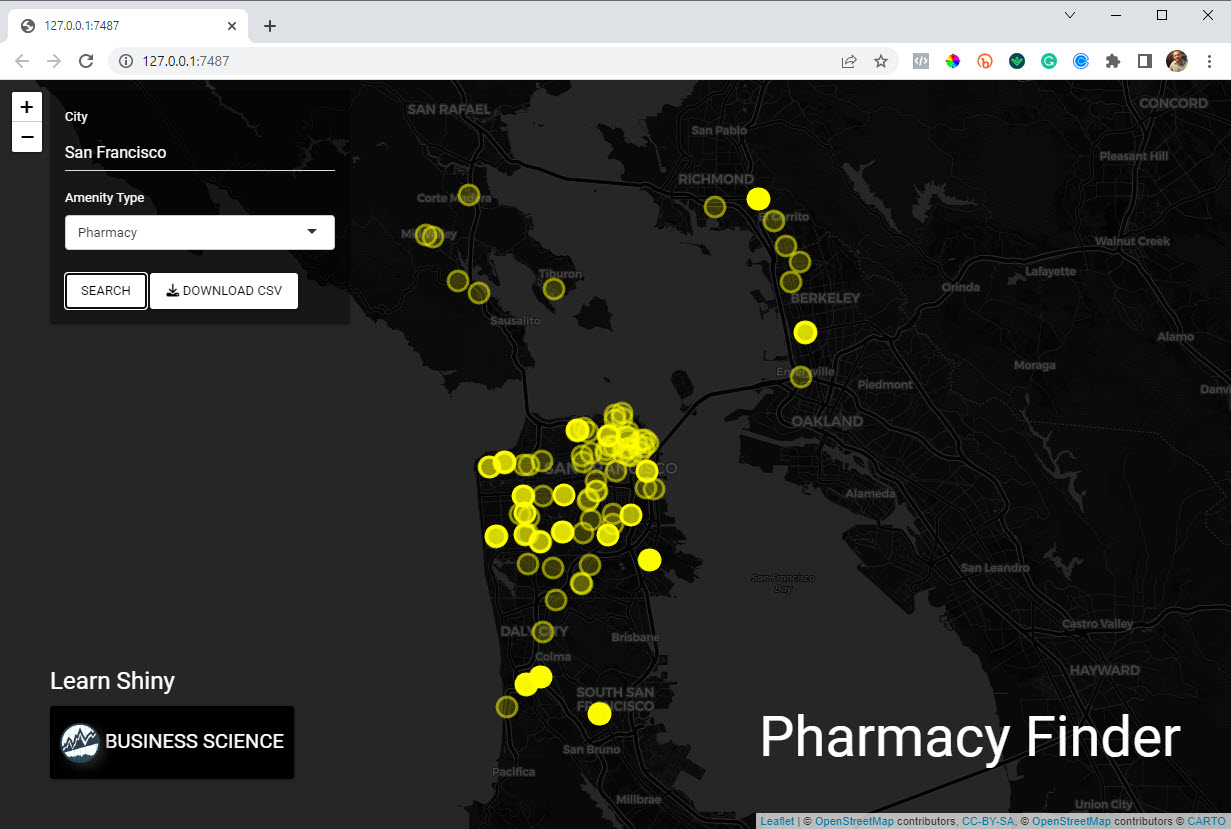 127.0.0.1:7487
127.0.0.1:7487
+
−
City
San Francisco
Amenity Type
Pharmacy
SEARCH
DOWNLOAD CSV
SAN RAFAEL
San Pablo
CONCORD
Pleasant Hill
RICHMOND
Corte Madera
El Cerrito
Mill Valley
Walnut Creek
Tiburon
Lafayette
Orinda
BERKELEY
Sausalito
Alamo
Emeryville
Moraga
Piedmont
Danvi
OAKLAND
SAN FRANCISCO
Alameda
San Francisco
Bay
San Leandro
Castro Valley
DALY CITY
Brisbane
Colma
HAYWARD
SOUTH SAN
FRANCISCO
San Bruno
Pacifica
Millbrae
Union City
Learn Shiny
BUSINESS SCIENCE
Pharmacy Finder
Leaflet | © OpenStreetMap contributors, CC-BY-SA, © OpenStreetMap contributors © CARTO